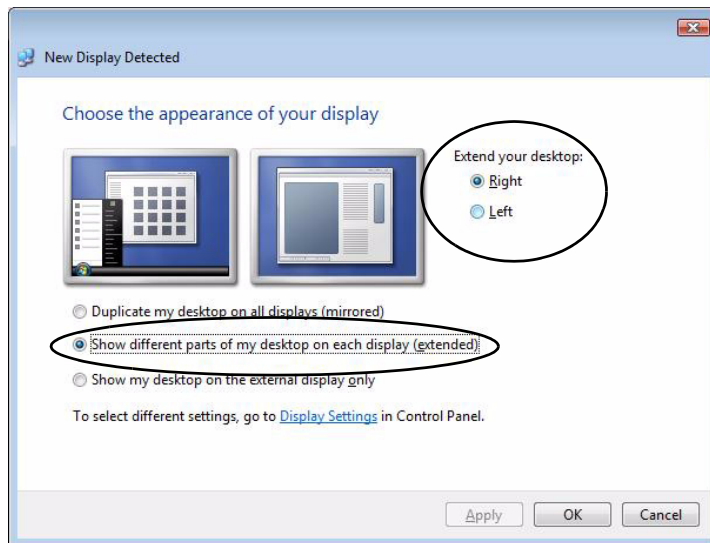 New Display Detected
Choose the appearance of your display
Extend your desktop:
Right
Left
Duplicate my desktop on all displays (mirrored)
Show different parts of my desktop on each display (extended)
Show my desktop on the external display only
To select different settings, go to Display Settings in Control Panel.
Apply OK Cancel